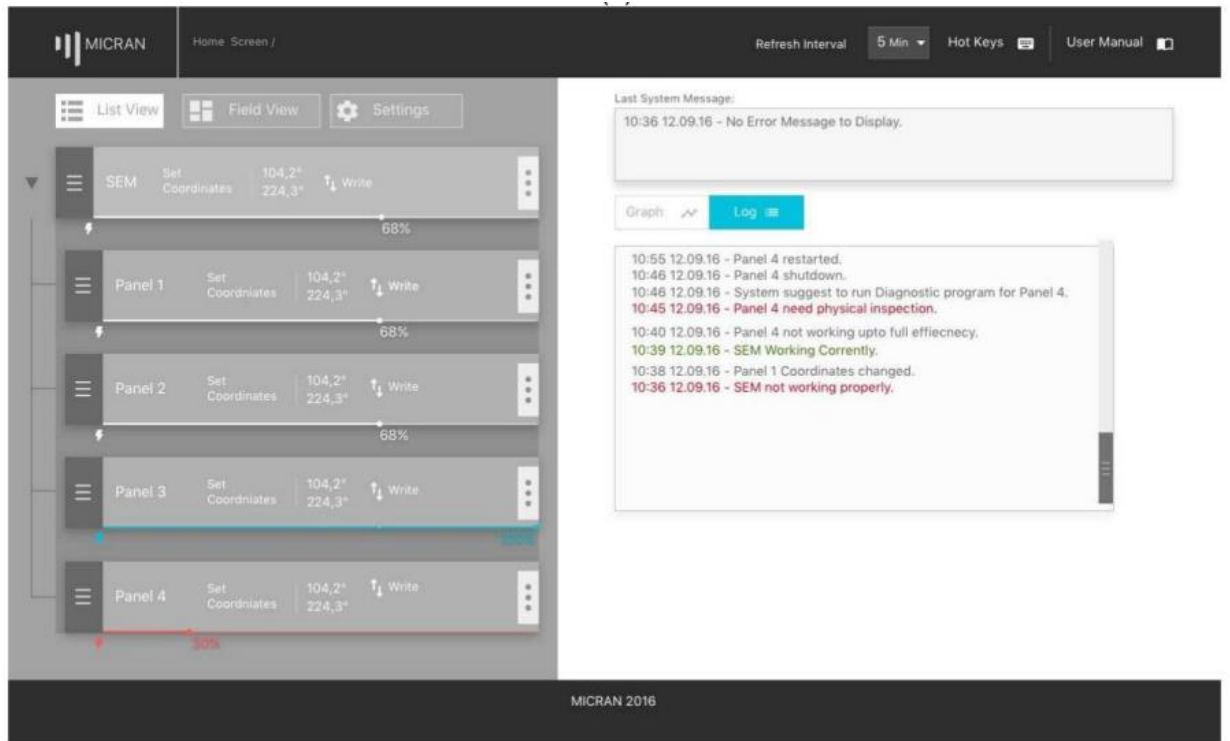 MICRAN
Home Screen /
Refresh Interval
5 Min
Hot Keys
User Manual
List View
Field View
Settings
SEM
Set
Coordinates
104,2°
224,3°
Write
68%
Panel 1
Set
Coordniates
104,2°
224,3°
Write
68%
Panel 2
Set
Coordinates
104,2°
224,3°
Write
68%
Panel 3
Set
Coordniates
104,2°
224,3°
Write
Panel 4
Set
Coordniates
104,2°
224,3°
Write
30%
Last System Message:
10:36 12.09.16 - No Error Message to Display.
Graph
Log
10:55 12.09.16 - Panel 4 restarted.
10:46 12.09.16 - Panel 4 shutdown.
10:46 12.09.16 - System suggest to run Diagnostic program for Panel 4.
10:45 12.09.16 - Panel 4 need physical inspection.
10:40 12.09.16 - Panel 4 not working upto full effiecnecy.
10:39 12.09.16 - SEM Working Corrently.
10:38 12.09.16 - Panel 1 Coordinates changed.
10:36 12.09.16 - SEM not working properly.
MICRAN 2016